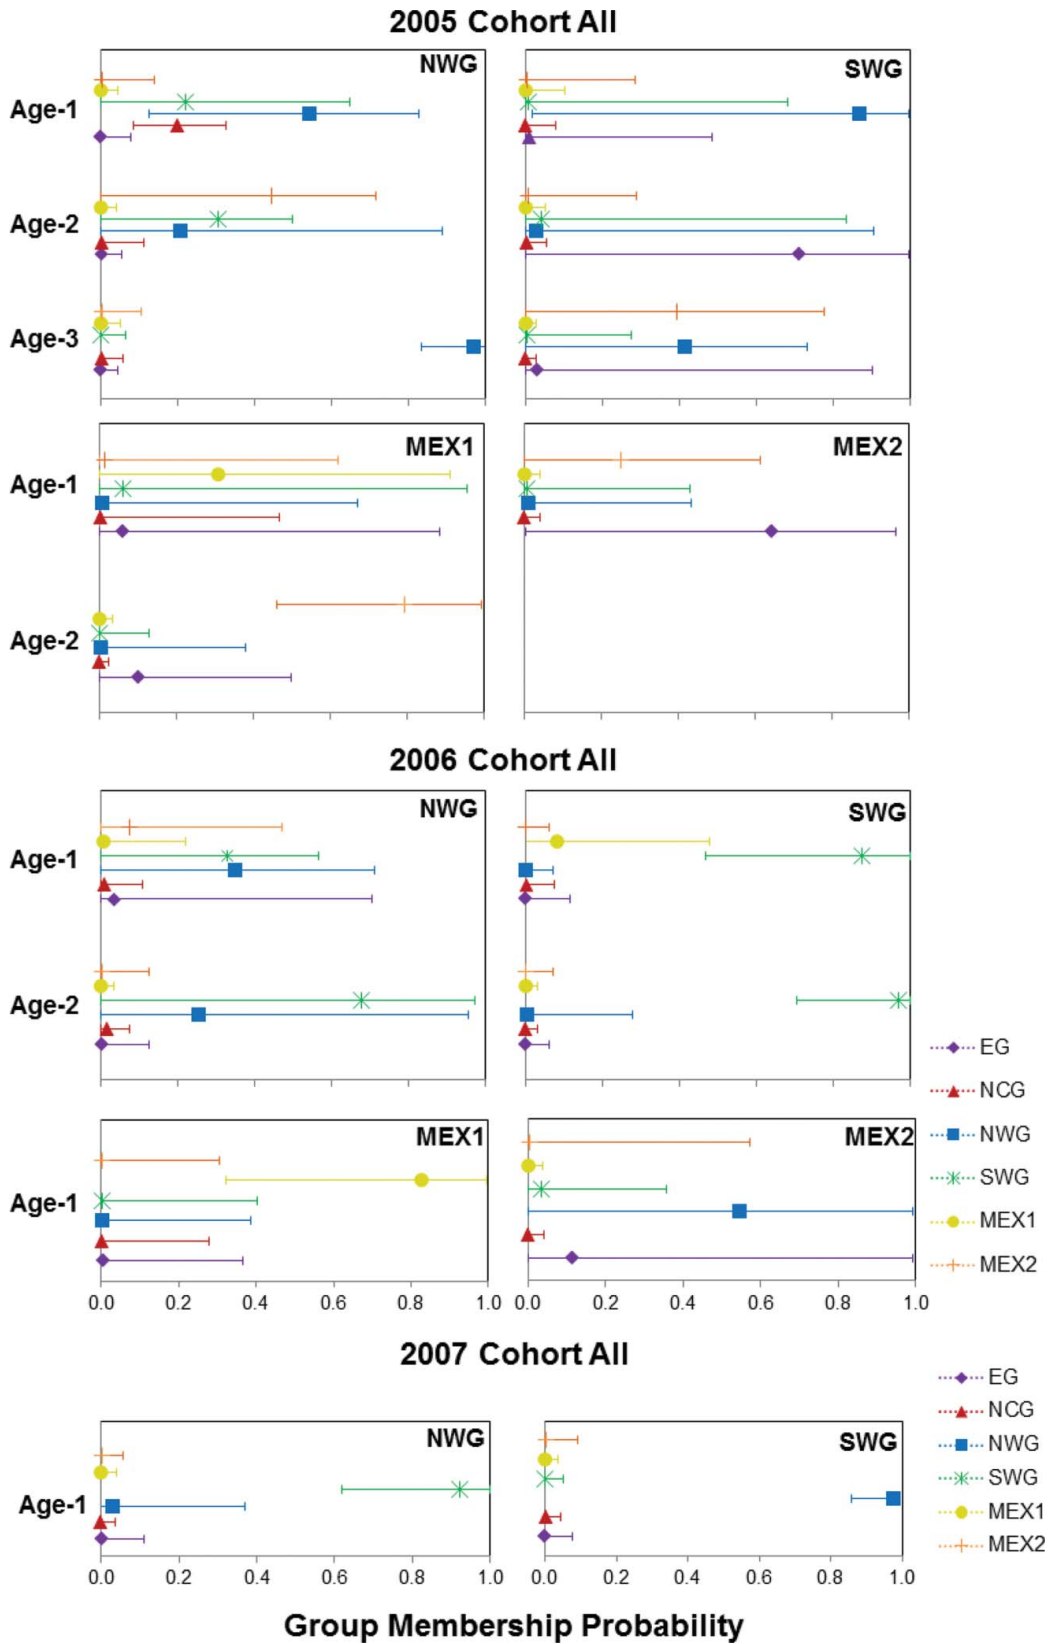 2005 Cohort All
NWG
SWG
Age-1
Age-2
Age-3
MEX1
MEX2
Age-1
Age-2
2006 Cohort All
NWG
SWG
Age-1
Age-2
EG
NCG
NWG
SWG
MEX1
MEX2
MEX1
MEX2
Age-1
0.0 0.2 0.4 0.6 0.8 1.0
0.0 0.2 0.4 0.6 0.8 1.0
2007 Cohort All
EG
NCG
NWG
SWG
MEX1
MEX2
NWG
SWG
Age-1
0.0 0.2 0.4 0.6 0.8 1.0
0.0 0.2 0.4 0.6 0.8 1.0
Group Membership Probability